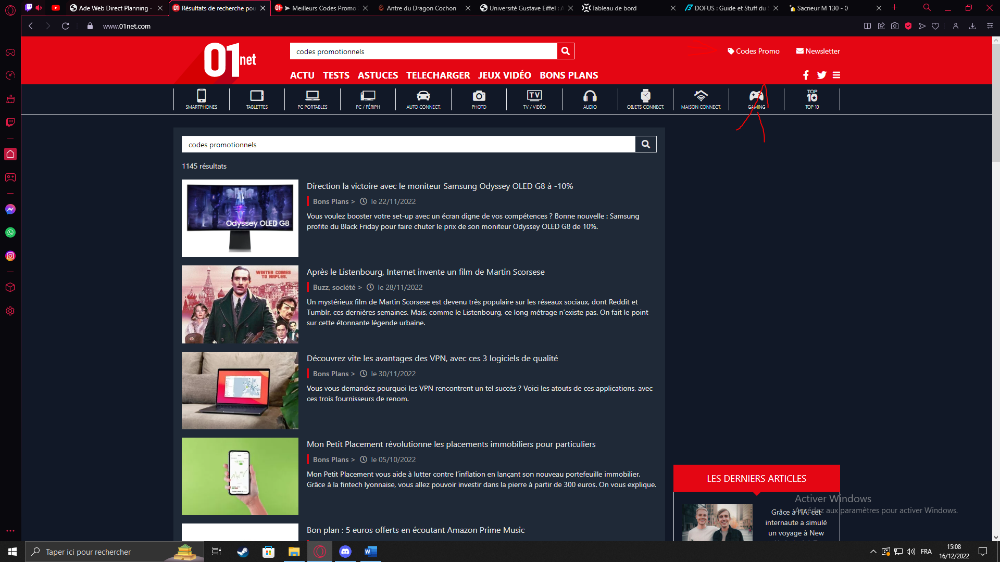 Ade Web Direct Planning -
Résultats de recherche pou
➤ Meilleurs Codes Promo
Antre du Dragon Cochon
Université Gustave Eiffel : A
Tableau de bord
DOFUS : Guide et Stuff du S
Sacrieur M 130 - 0
www.01net.com
01net
codes promotionnels
Codes Promo
Newsletter
ACTU TESTS ASTUCES TELECHARGER JEUX VIDÉO BONS PLANS
SMARTPHONES
TABLETTES
PC PORTABLES
PC / PÉRIPH
AUTO CONNECT.
PHOTO
TV
TV / VIDÉO
AUDIO
OBJETS CONNECT.
MAISON CONNECT.
GAMING
TOP 10
TOP 10
codes promotionnels
1145 résultats
Odyssey OLED G8
Direction la victoire avec le moniteur Samsung Odyssey OLED G8 à -10%
Bons Plans > le 22/11/2022
Vous voulez booster votre set-up avec un écran digne de vos compétences ? Bonne nouvelle : Samsung
profite du Black Friday pour faire chuter le prix de son moniteur Odyssey OLED G8 de 10%.
WINTER COMES
TO NAPLES.
Après le Listenbourg, Internet invente un film de Martin Scorsese
Buzz, société > le 28/11/2022
Un mystérieux film de Martin Scorsese est devenu très populaire sur les réseaux sociaux, dont Reddit et
Tumblr, ces dernières semaines. Mais, comme le Listenbourg, ce long métrage n'existe pas. On fait le point
sur cette étonnante légende urbaine.
Découvrez vite les avantages des VPN, avec ces 3 logiciels de qualité
Bons Plans > le 30/11/2022
Vous vous demandez pourquoi les VPN rencontrent un tel succès ? Voici les atouts de ces applications, avec
ces trois fournisseurs de renom.
Mon Petit Placement révolutionne les placements immobiliers pour particuliers
Bons Plans > le 05/10/2022
Mon Petit Placement vous aide à lutter contre l'inflation en lançant son nouveau portefeuille immobilier.
Grâce à la fintech lyonnaise, vous allez pouvoir investir dans la pierre à partir de 300 euros. On vous explique.
Bon plan : 5 euros offerts en écoutant Amazon Prime Music
LES DERNIERS ARTICLES
Grâce à l'IA, cet
internaute a simulé
un voyage à New
Activer Windows
Accédez aux paramètres pour activer Windows.
Taper ici pour rechercher
FRA
15:08
16/12/2022